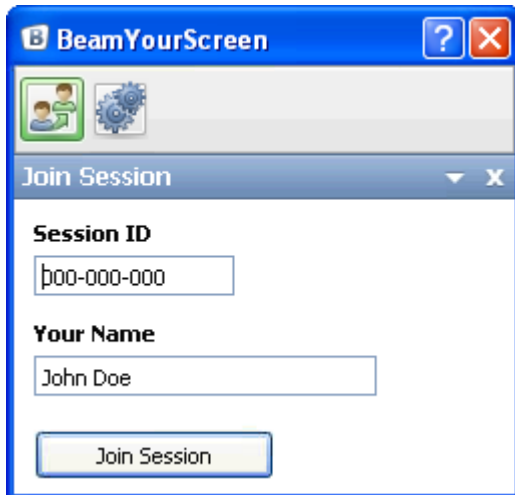 BeamYourScreen
Join Session
Session ID
000-000-000
Your Name
John Doe
Join Session